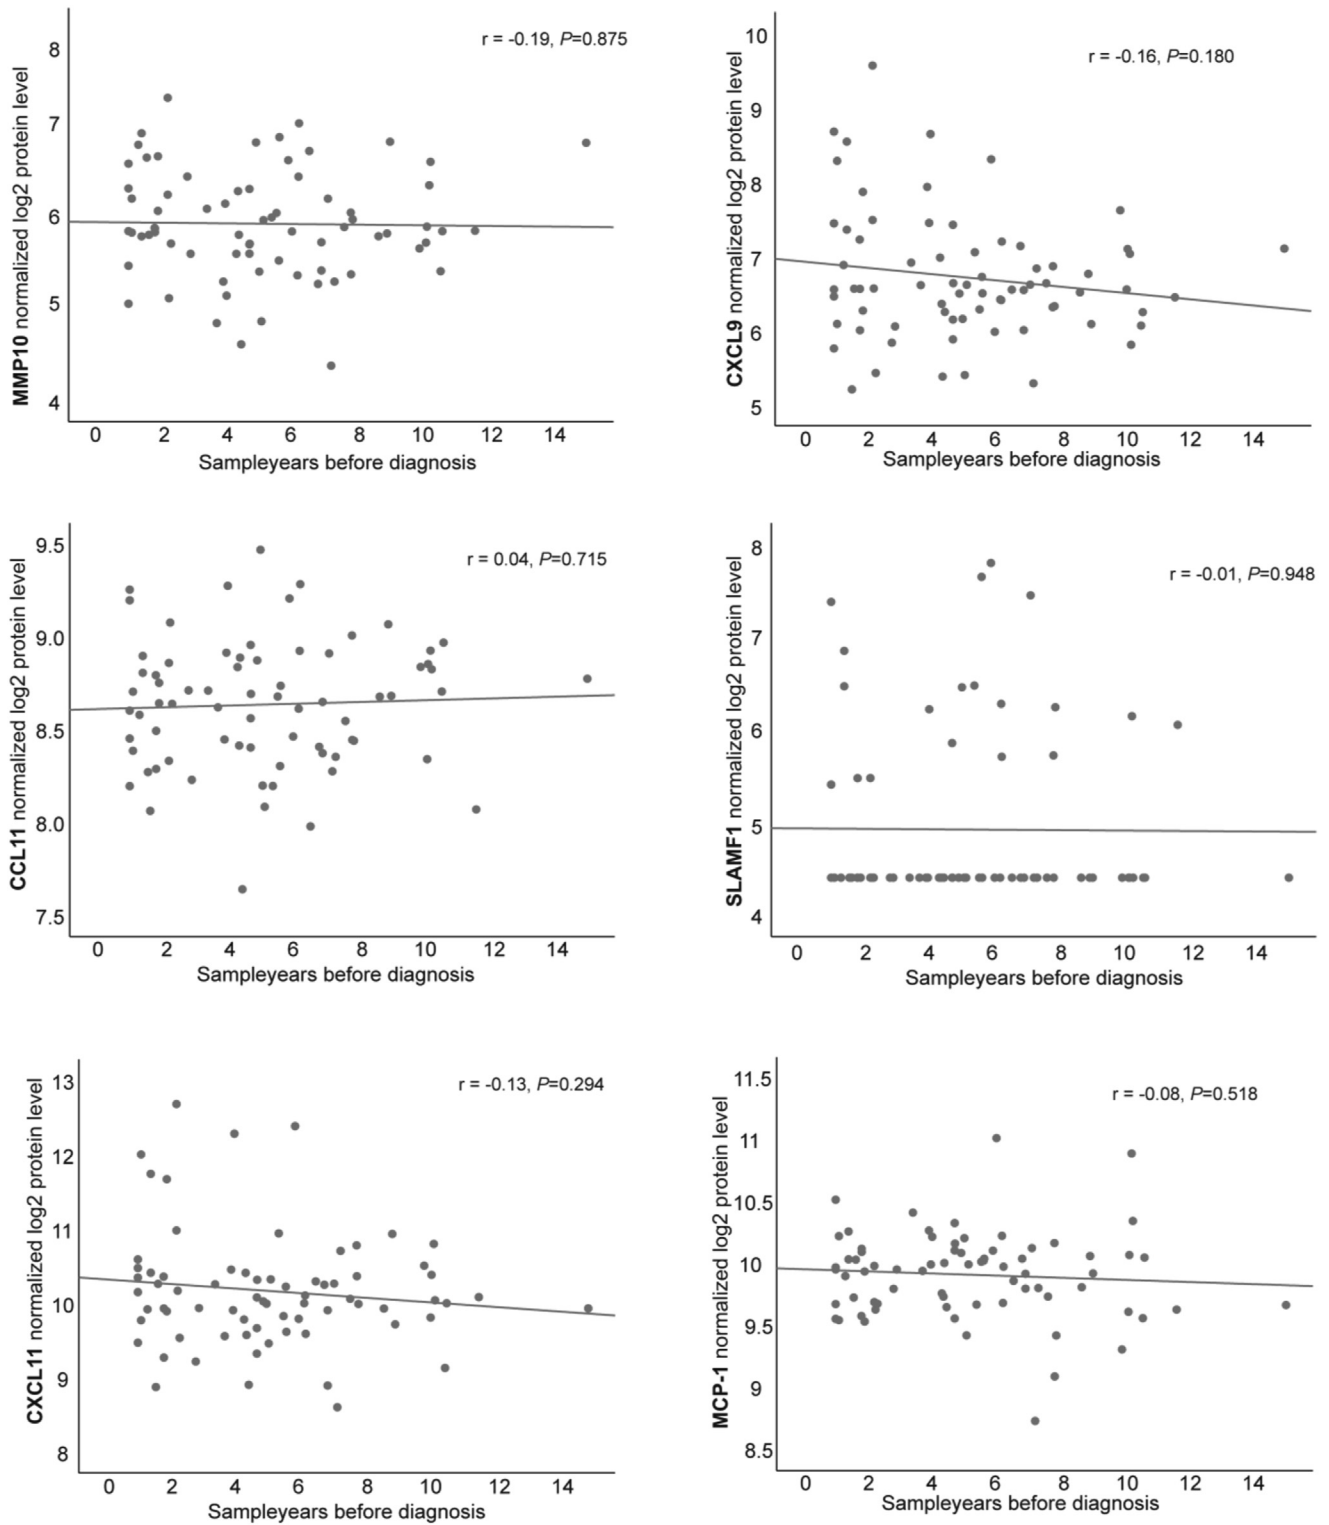 r = -0.19, P=0.875
MMP10 normalized log2 protein level
8
7
6
5
4
0 2 4 6 8 10 12 14
Sampleyears before diagnosis
r = -0.16, P=0.180
CXCL9 normalized log2 protein level
10
9
8
7
6
5
0 2 4 6 8 10 12 14
Sampleyears before diagnosis
r = 0.04, P=0.715
CCL11 normalized log2 protein level
9.5
9.0
8.5
8.0
7.5
0 2 4 6 8 10 12 14
Sampleyears before diagnosis
r = -0.01, P=0.948
SLAMF1 normalized log2 protein level
8
7
6
5
4
0 2 4 6 8 10 12 14
Sampleyears before diagnosis
r = -0.13, P=0.294
CXCL11 normalized log2 protein level
13
12
11
10
9
8
0 2 4 6 8 10 12 14
Sampleyears before diagnosis
r = -0.08, P=0.518
MCP-1 normalized log2 protein level
11.5
11
10.5
10
9.5
9
8.5
0 2 4 6 8 10 12 14
Sampleyears before diagnosis